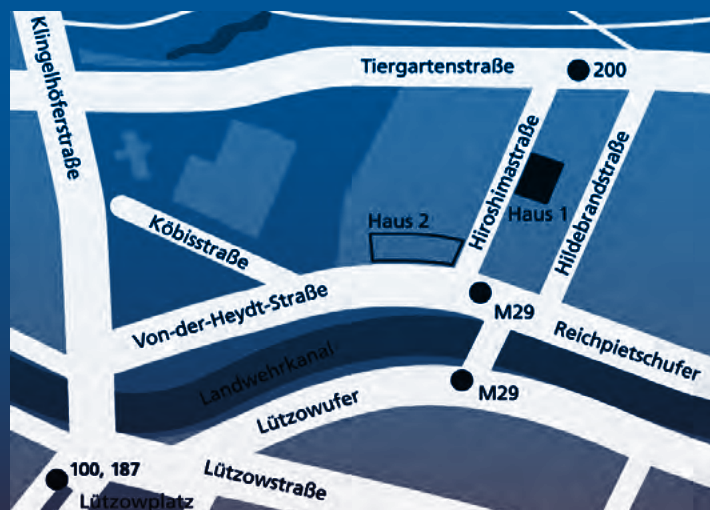 Klingelhöferstraße
Tiergartenstraße
200
Hiroshimastraße
Haus 1
Hildebrandstraße
Haus 2
Köbisstraße
Von-der-Heydt-Straße
M29
Reichpietschufer
Landwehrkanal
M29
Lützowufer
100, 187
Lützowstraße
Lützowplatz